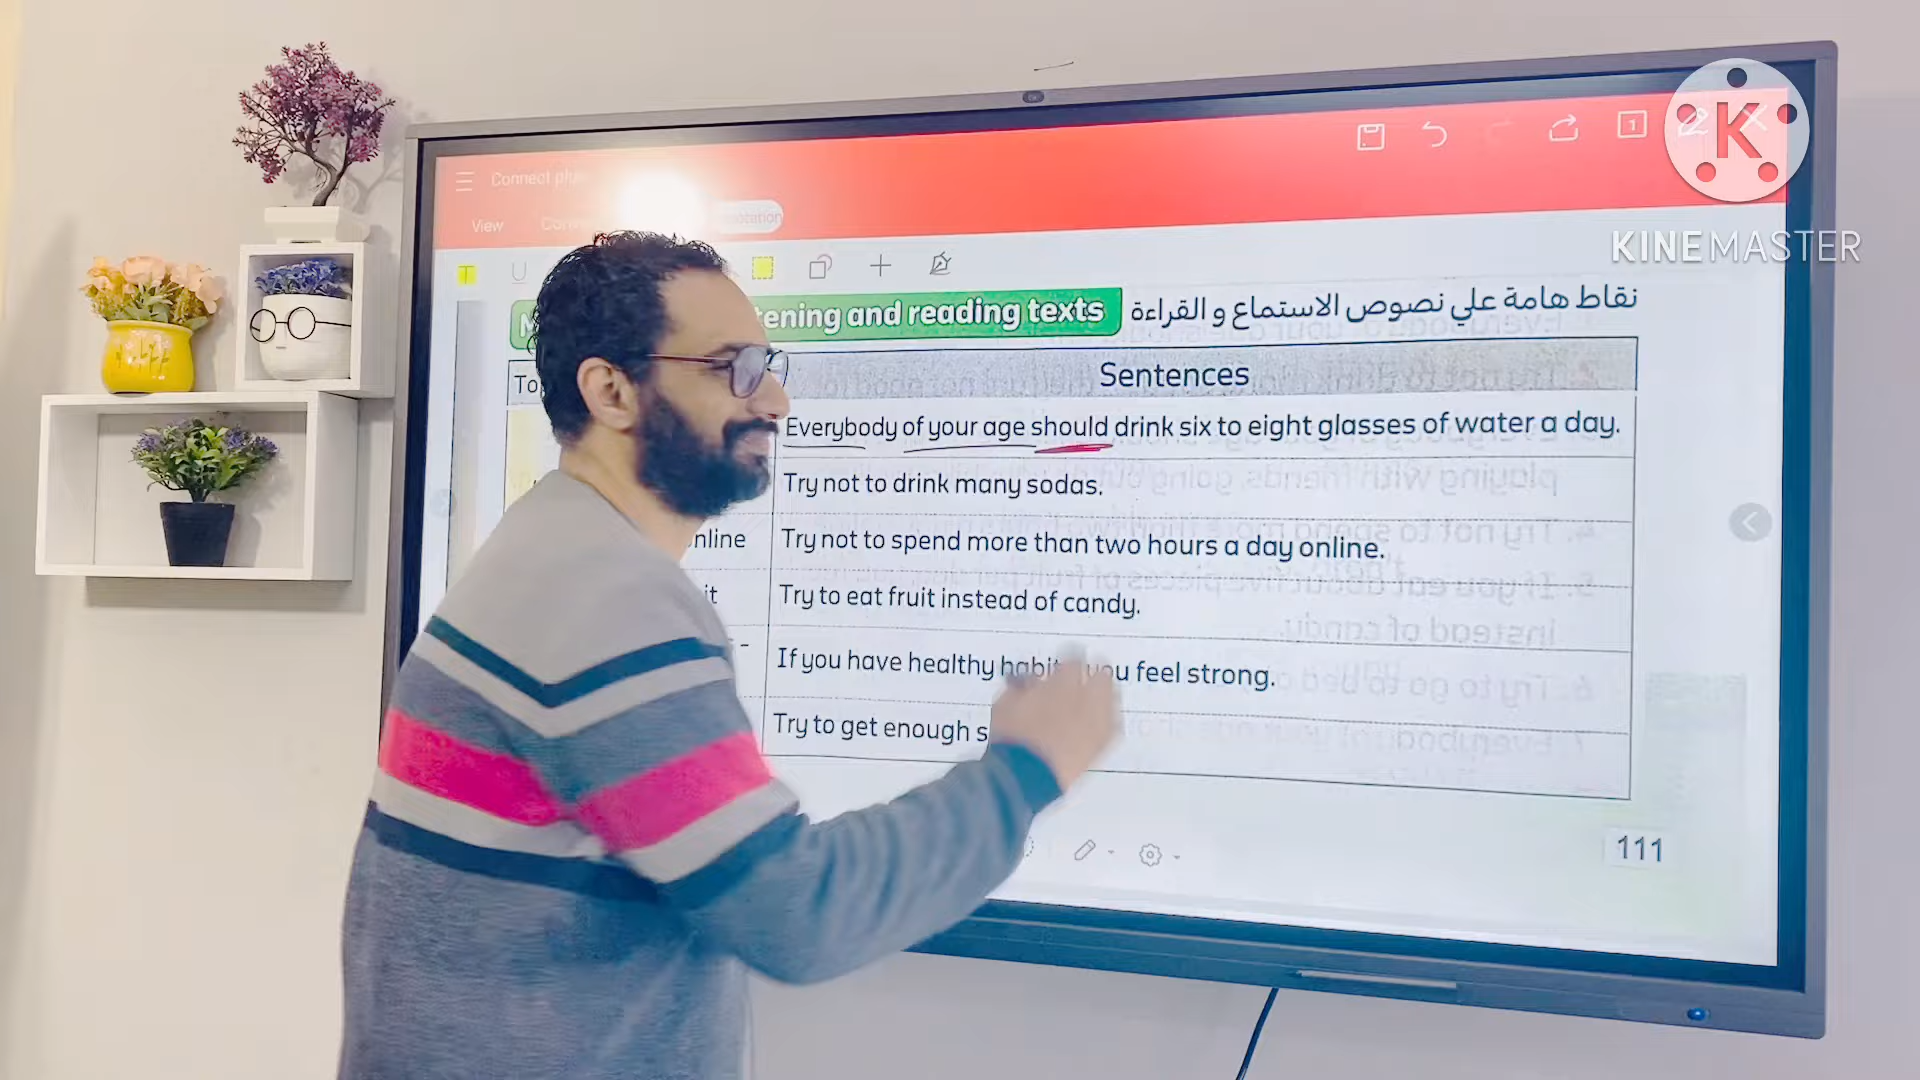 Connect plus
View
KINEMASTER
tening and reading texts نقاط هامة علي نصوص الاستماع و القراءة
To Sentences
Everybody of your age should drink six to eight glasses of water a day.
Try not to drink many sodas.
nline Try not to spend more than two hours a day online.
it Try to eat fruit instead of candy.
If you have healthy habit you feel strong.
Try to get enough s
111